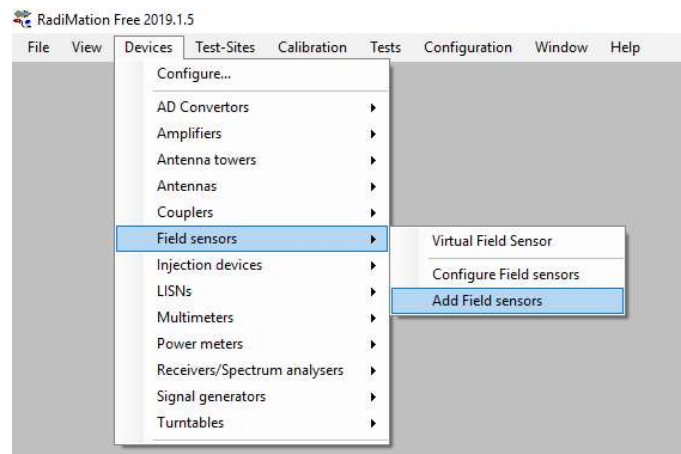 RadiMation Free 2019.1.5
File View Devices Test-Sites Calibration Tests Configuration Window Help
Configure...
AD Convertors
Amplifiers
Antenna towers
Antennas
Couplers
Field sensors
Virtual Field Sensor
Injection devices
Configure Field sensors
LISNs
Add Field sensors
Multimeters
Power meters
Receivers/Spectrum analysers
Signal generators
Turntables